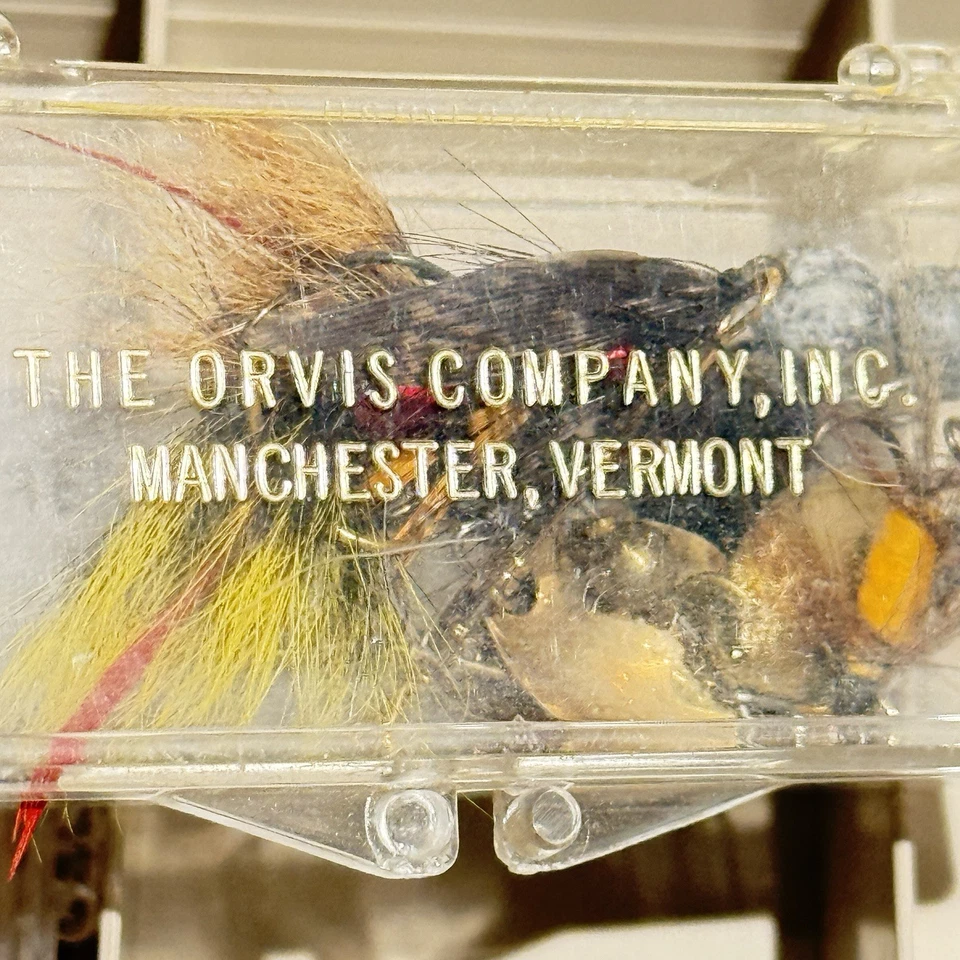 THE ORVIS COMPANY, INC.
MANCHESTER, VERMONT